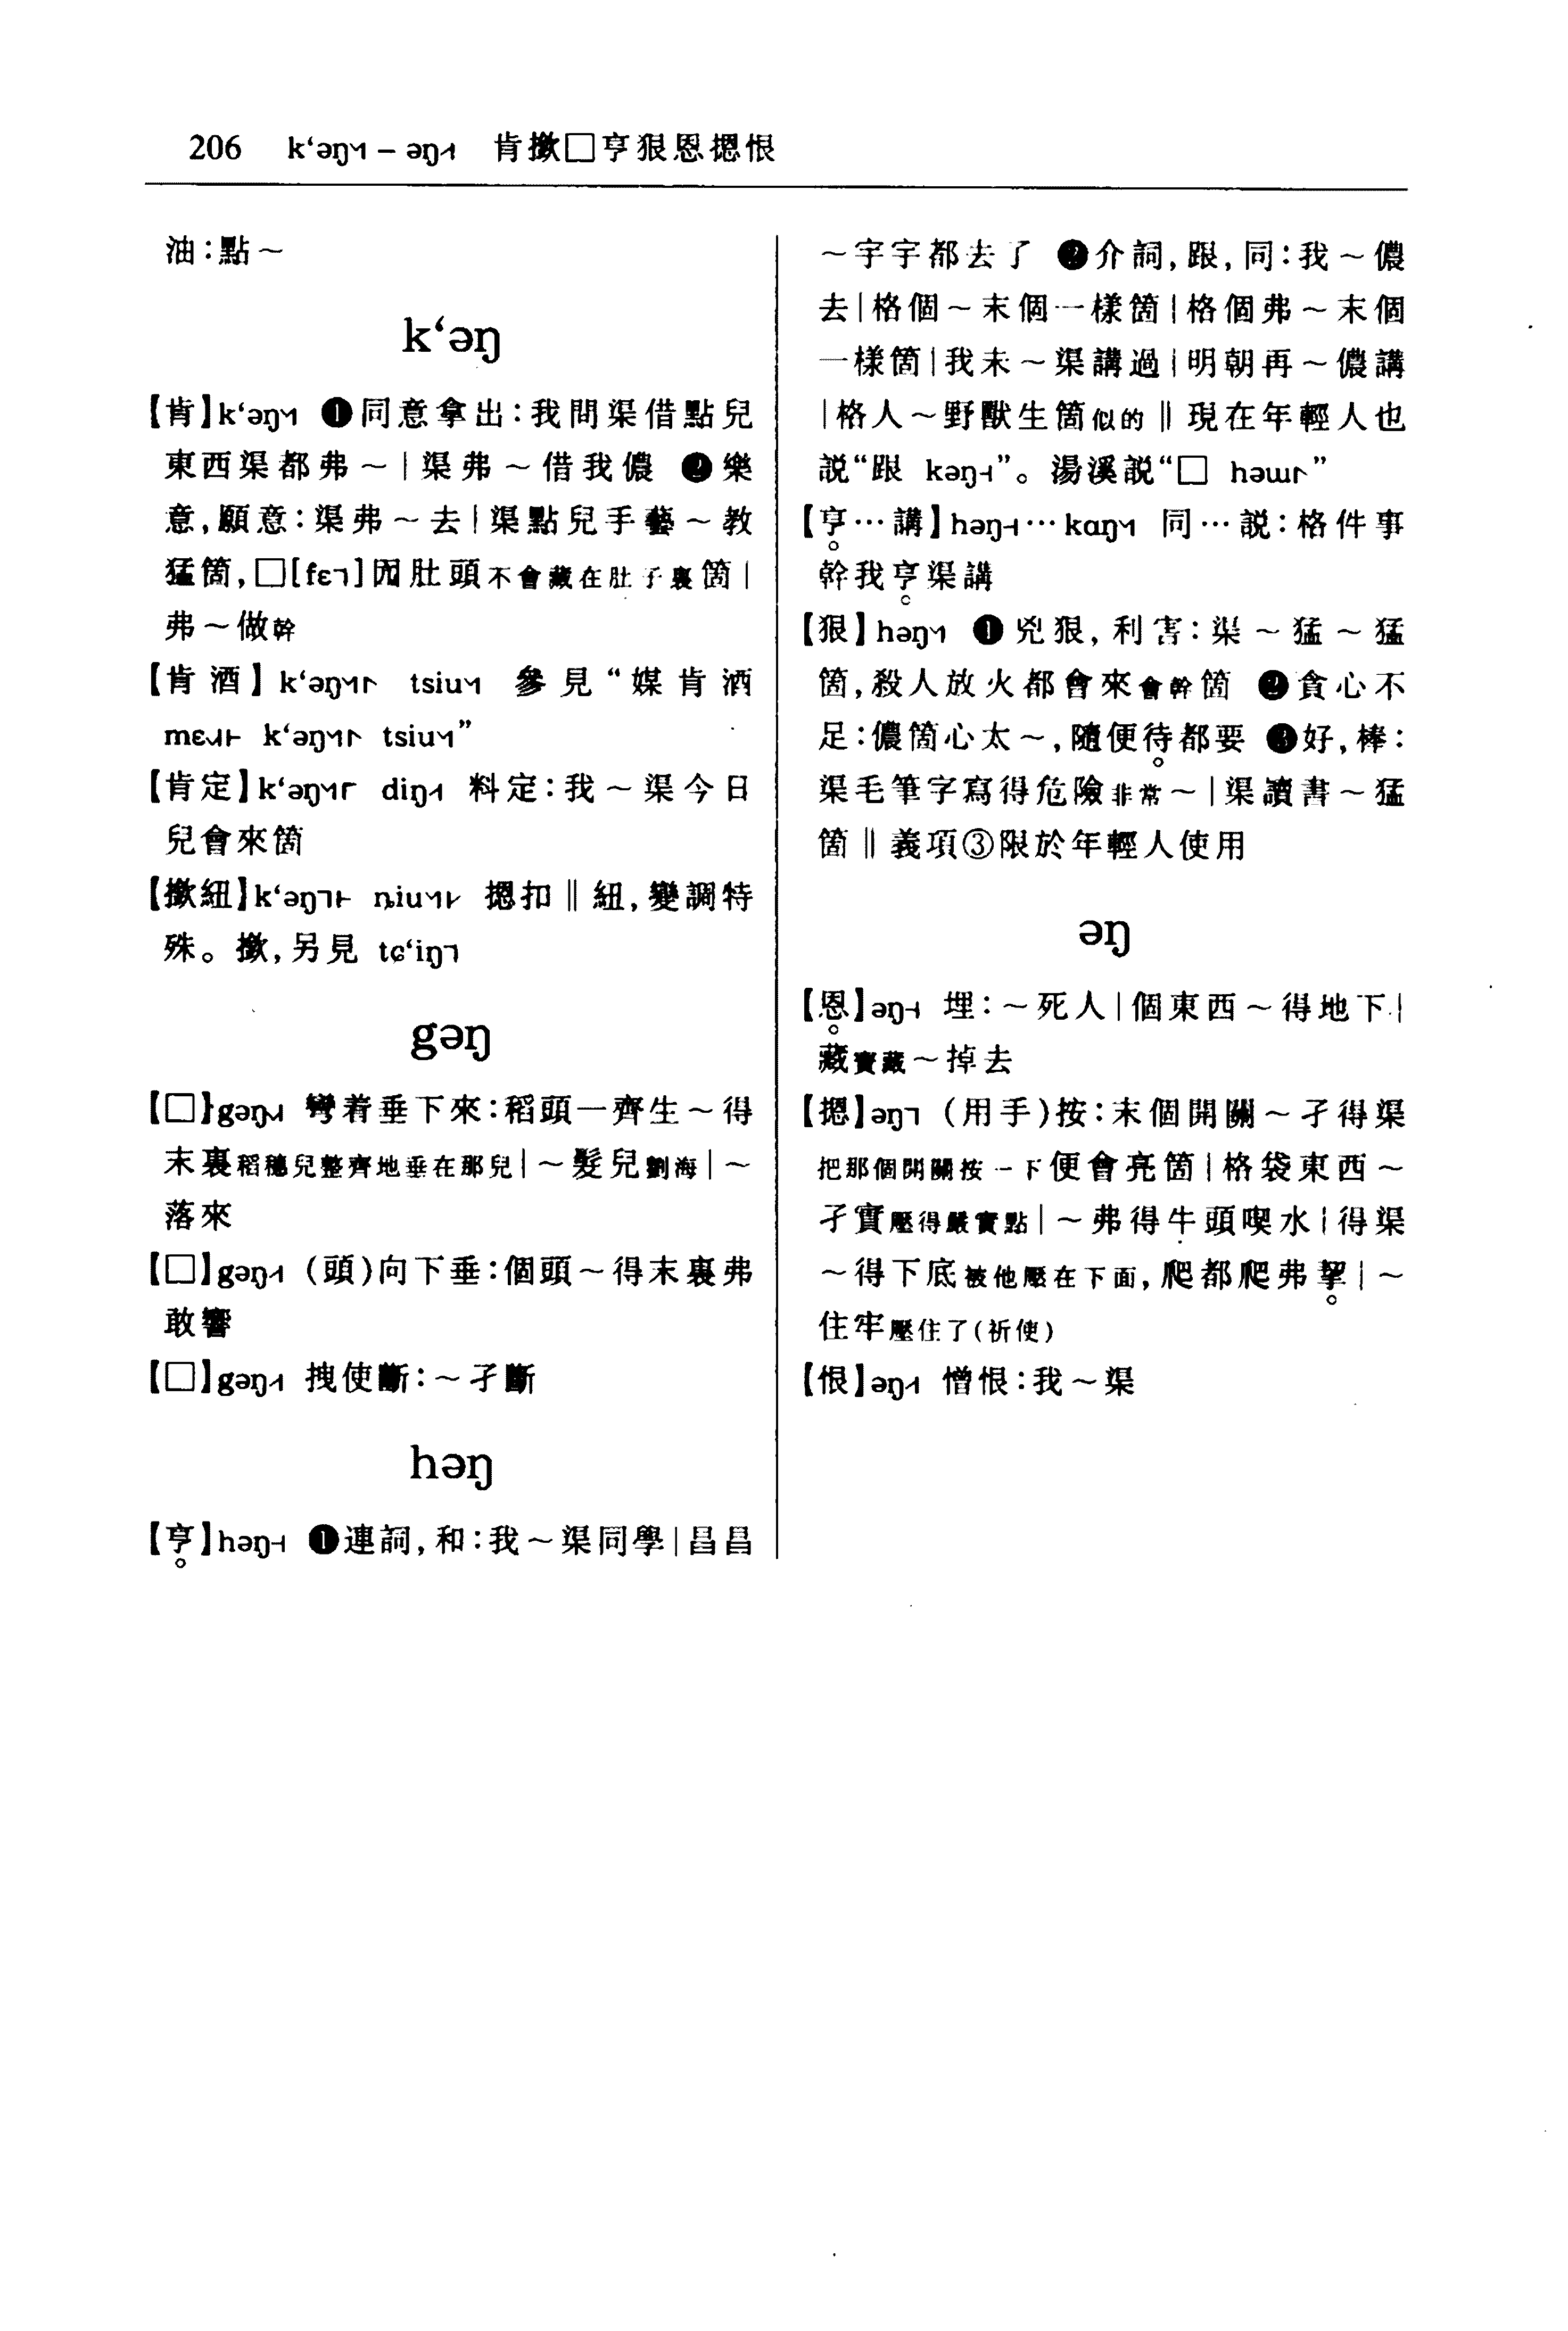 206 k‘əŋ˥˧ – əŋ˩˦ 肯撳□亨狠恩摁恨
油:點～
k‘əŋ
【肯】k‘əŋ ❶同意拿出:我問渠借點兒
東西渠都弗～|渠弗～借我儂 ❷樂
意,願意:渠弗～去|渠點兒手藝～教
猛箇,□[fɛ˥]园肚頭不會藏在肚子裏箇|
弗～做幹
【肯酒】k‘əŋ tsiu 參見“媒肯酒
mɛ k‘əŋ tsiu”
【肯定】k‘əŋ diŋ 料定:我～渠今日
兒會來箇
【撳紐】k‘əŋ ȵiu 摁扣‖紐,變調特
殊。撳,另見 tɕ‘iŋ˥
gəŋ
【□】gəŋ 彎着垂下來:稻頭一齊生～得
末裏稻穗兒整齊地垂在那兒|～髮兒劉海|～
落來
【□】gəŋ (頭)向下垂:個頭～得末裏弗
敢響
【□】gəŋ 拽使斷:～孑斷
həŋ
【亨】həŋ ❶連詞,和:我～渠同學|昌昌
～宇宇都去了 ❷介詞,跟,同:我～儂
去|格個～末個一樣箇|格個弗～末個
一樣箇|我未～渠講過|明朝再～儂講
|格人～野獸生箇似的‖現在年輕人也
説“跟 kəŋ”。湯溪説“□ həɯ”
【亨…講】həŋ…kɑŋ 同…説:格件事
幹我亨渠講
【狠】həŋ ❶兇狠,利害:渠～猛～猛
箇,殺人放火都會來會幹箇 ❷貪心不
足:儂箇心太～,隨便待都要 ❸好,棒:
渠毛筆字寫得危險非常～|渠讀書～猛
箇‖義項③限於年輕人使用
əŋ
【恩】əŋ 埋:～死人|個東西～得地下|
藏寶藏～掉去
【摁】əŋ˥ (用手)按:末個開關～孑得渠
把那個開關按一下便會亮箇|格袋東西～
孑實壓得嚴實點|～弗得牛頭喫水|得渠
～得下底被他壓在下面,爬都爬弗掔|～
住牢壓住了(祈使)
【恨】əŋ 憎恨:我～渠